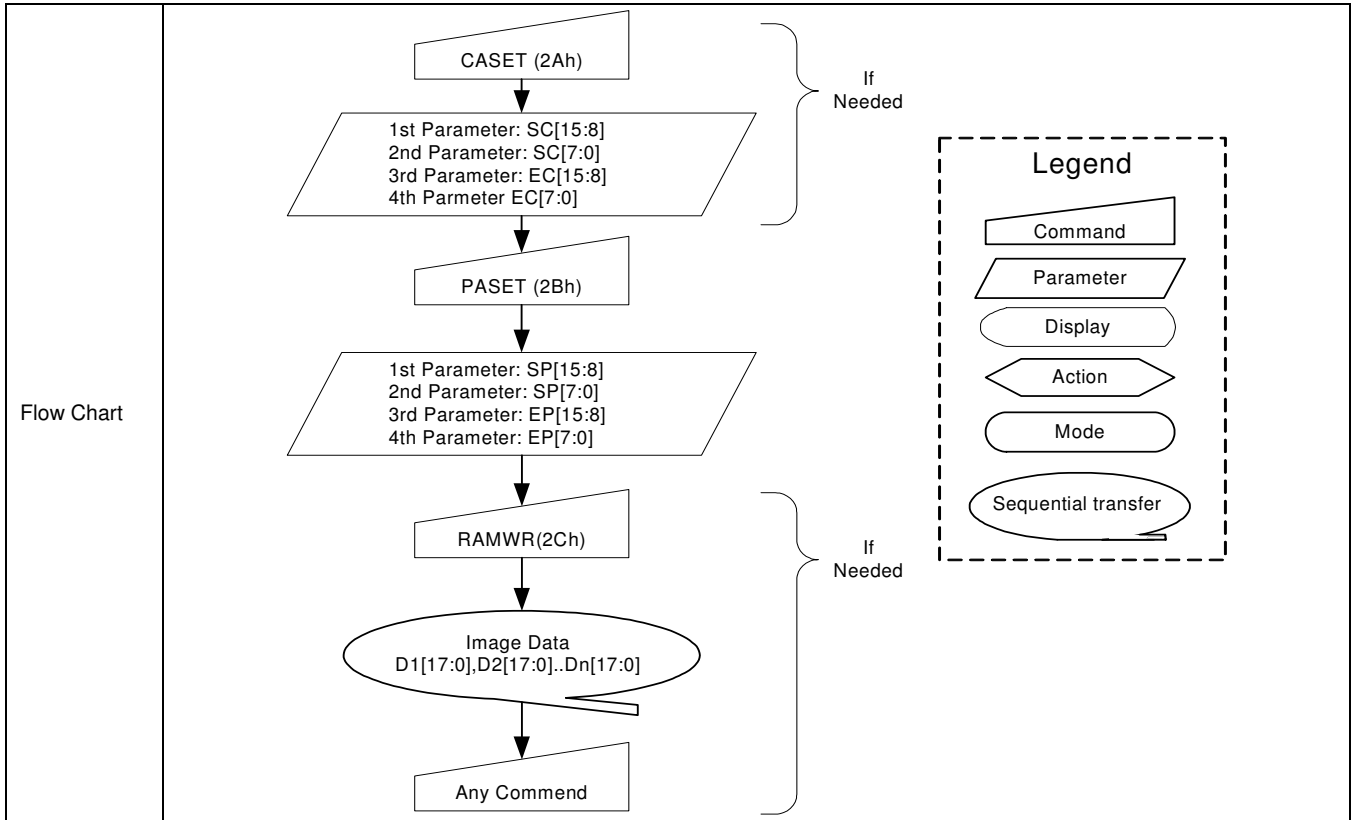 Flow Chart
CASET (2Ah)
If
Needed
1st Parameter: SC[15:8]
2nd Parameter: SC[7:0]
3rd Parameter: EC[15:8]
4th Parmeter EC[7:0]
PASET (2Bh)
1st Parameter: SP[15:8]
2nd Parameter: SP[7:0]
3rd Parameter: EP[15:8]
4th Parameter: EP[7:0]
RAMWR(2Ch)
If
Needed
Image Data
D1[17:0],D2[17:0]..Dn[17:0]
Any Commend
Legend
Command
Parameter
Display
Action
Mode
Sequential transfer